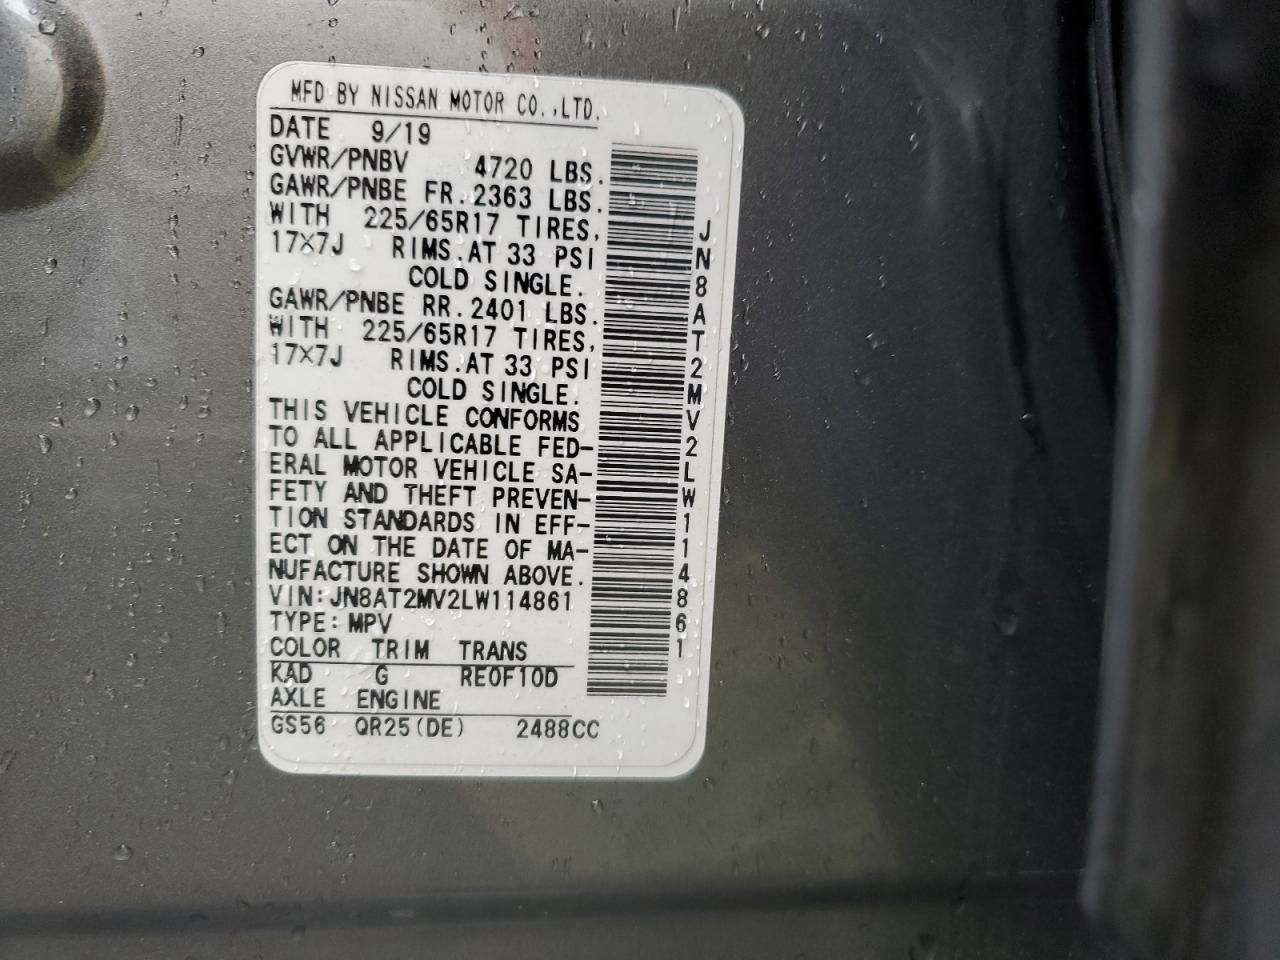 MFD BY NISSAN MOTOR CO.,LTD.
DATE 9/19
GVWR/PNBV 4720 LBS.
GAWR/PNBE FR.2363 LBS.
WITH 225/65R17 TIRES,
17X7J RIMS.AT 33 PSI
COLD SINGLE.
GAWR/PNBE RR.2401 LBS.
WITH 225/65R17 TIRES,
17X7J RIMS.AT 33 PSI
COLD SINGLE.
THIS VEHICLE CONFORMS
TO ALL APPLICABLE FED-
ERAL MOTOR VEHICLE SA-
FETY AND THEFT PREVEN-
TION STANDARDS IN EFF-
ECT ON THE DATE OF MA-
NUFACTURE SHOWN ABOVE.
VIN:JN8AT2MV2LW114861
TYPE:MPV
COLOR TRIM TRANS
KAD G RE0F10D
AXLE ENGINE
GS56 QR25(DE) 2488CC
JN8AT2MV2LW114861